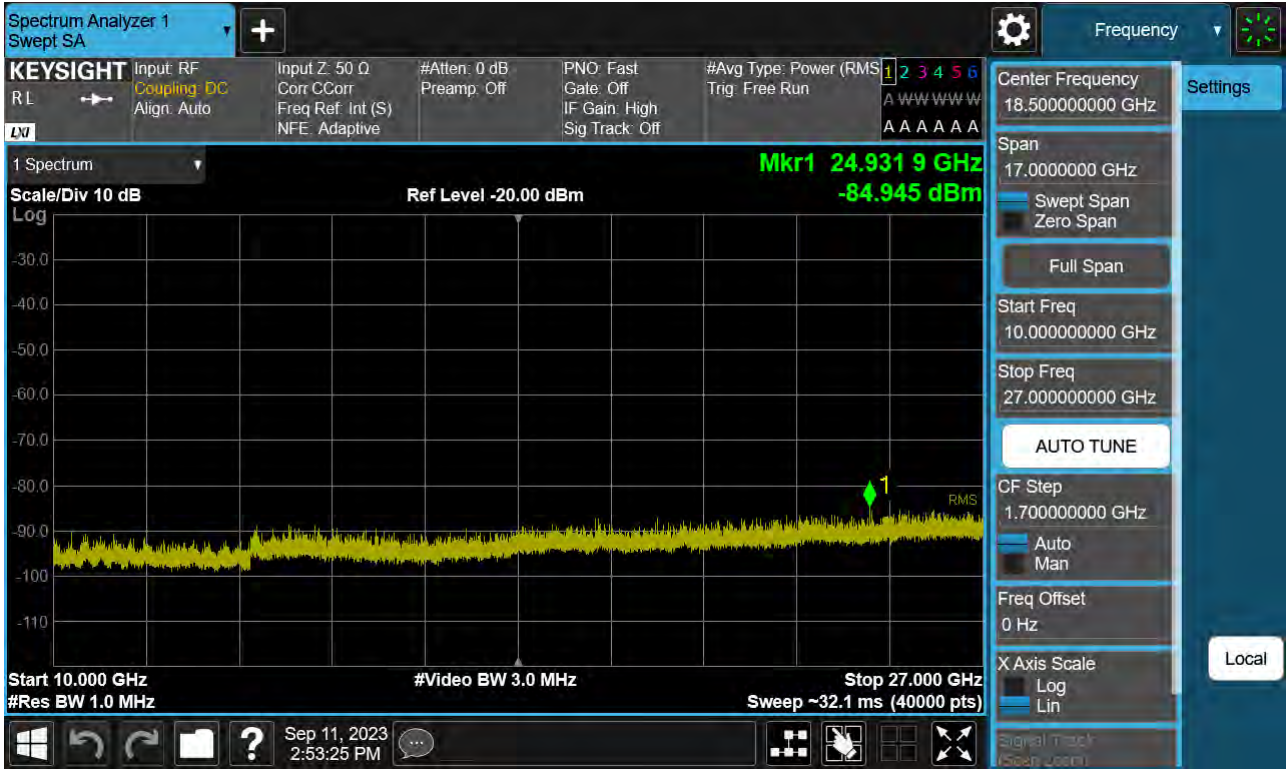 Spectrum Analyzer 1
Swept SA
+
Frequency
KEYSIGHT
RL
LXI
Input: RF
Coupling: DC
Align: Auto
Input Z: 50 Ω
Corr CCorr
Freq Ref: Int (S)
NFE: Adaptive
#Atten: 0 dB
Preamp: Off
PNO: Fast
Gate: Off
IF Gain: High
Sig Track: Off
#Avg Type: Power (RMS
Trig: Free Run
1 2 3 4 5 6
A W W W W W
A A A A A A
1 Spectrum
Scale/Div 10 dB
Ref Level -20.00 dBm
Mkr1 24.931 9 GHz
-84.945 dBm
Log
-30.0
-40.0
-50.0
-60.0
-70.0
-80.0
-90.0
-100
-110
1
RMS
Start 10.000 GHz
#Video BW 3.0 MHz
Stop 27.000 GHz
#Res BW 1.0 MHz
Sweep ~32.1 ms (40000 pts)
Center Frequency
18.500000000 GHz
Settings
Span
17.0000000 GHz
Swept Span
Zero Span
Full Span
Start Freq
10.000000000 GHz
Stop Freq
27.000000000 GHz
AUTO TUNE
CF Step
1.700000000 GHz
Auto
Man
Freq Offset
0 Hz
X Axis Scale
Log
Lin
Signal Track
(Span Zoom)
Local
?
Sep 11, 2023
2:53:25 PM